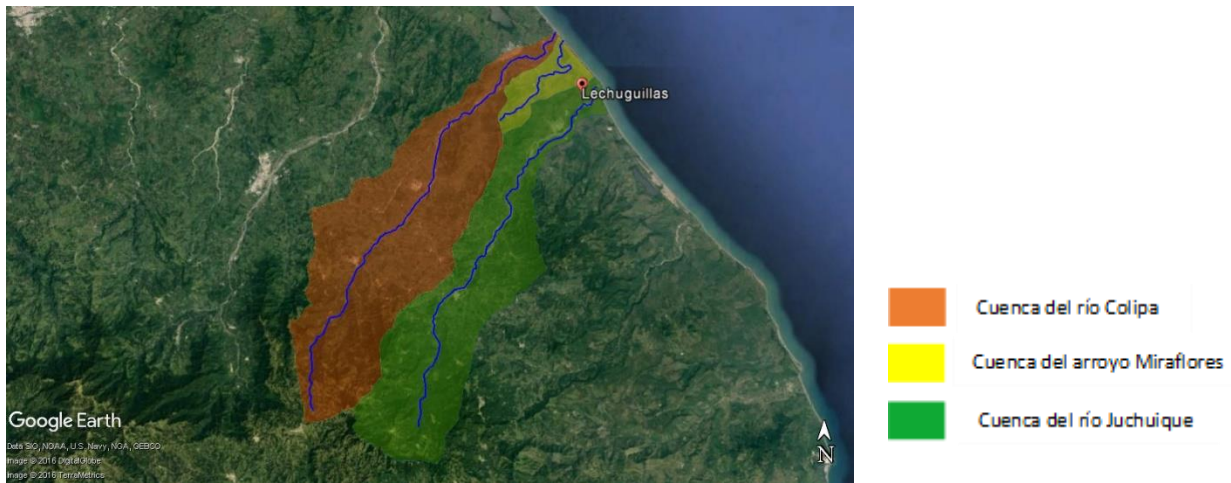 Lechuguillas
Google Earth
Data SIO, NOAA, U.S. Navy, NGA, GEBCO
Image © 2016 DigitalGlobe
Image © 2016 TerraMetrics
N
Cuenca del río Colipa
Cuenca del arroyo Miraflores
Cuenca del río Juchuique